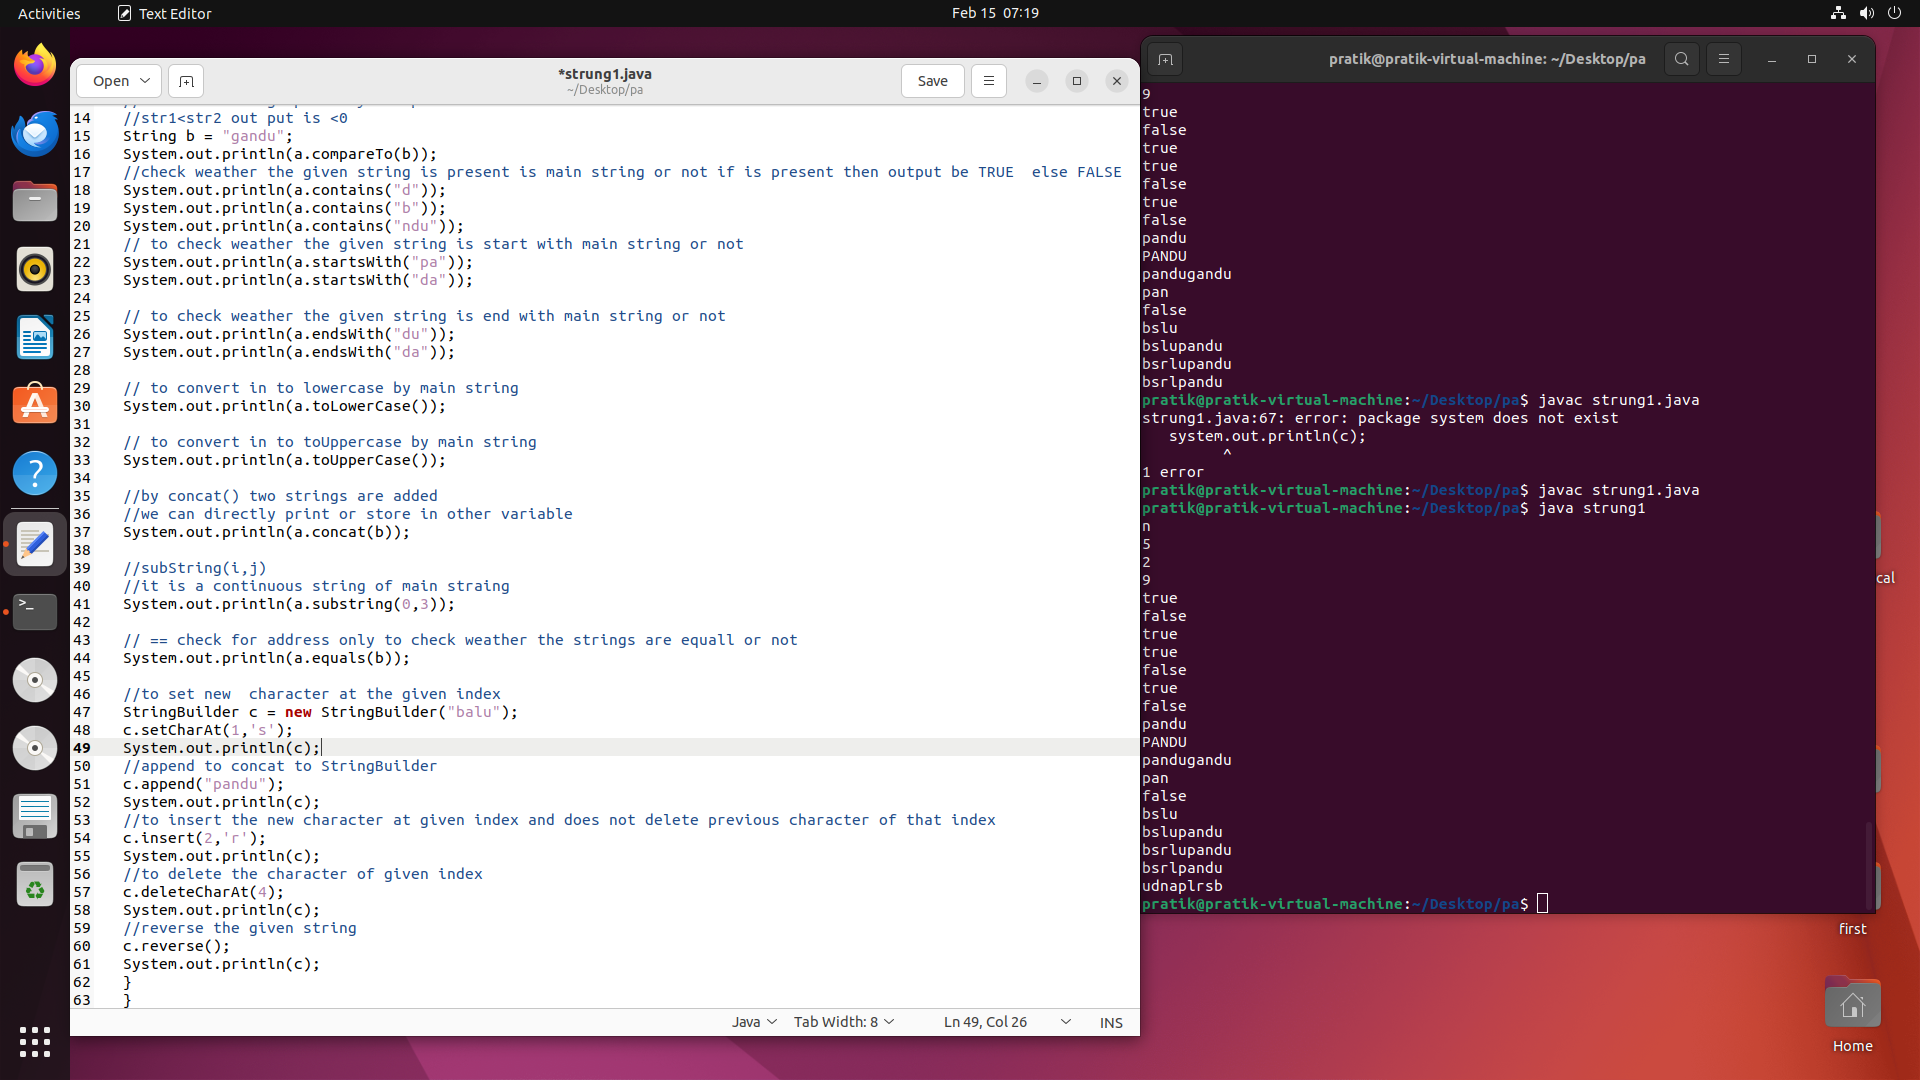 Activities
Text Editor
Feb 15 07:19
Open
*strung1.java
~/Desktop/pa
Save
14 //str1<str2 out put is <0
15 String b = "gandu";
16 System.out.println(a.compareTo(b));
17 //check weather the given string is present is main string or not if is present then output be TRUE  else FALSE
18 System.out.println(a.contains("d"));
19 System.out.println(a.contains("b"));
20 System.out.println(a.contains("ndu"));
21 // to check weather the given string is start with main string or not
22 System.out.println(a.startsWith("pa"));
23 System.out.println(a.startsWith("da"));
24
25 // to check weather the given string is end with main string or not
26 System.out.println(a.endsWith("du"));
27 System.out.println(a.endsWith("da"));
28
29 // to convert in to lowercase by main string
30 System.out.println(a.toLowerCase());
31
32 // to convert in to toUppercase by main string
33 System.out.println(a.toUpperCase());
34
35 //by concat() two strings are added
36 //we can directly print or store in other variable
37 System.out.println(a.concat(b));
38
39 //subString(i,j)
40 //it is a continuous string of main straing
41 System.out.println(a.substring(0,3));
42
43 // == check for address only to check weather the strings are equall or not
44 System.out.println(a.equals(b));
45
46 //to set new  character at the given index
47 StringBuilder c = new StringBuilder("balu");
48 c.setCharAt(1,'s');
49 System.out.println(c);
50 //append to concat to StringBuilder
51 c.append("pandu");
52 System.out.println(c);
53 //to insert the new character at given index and does not delete previous character of that index
54 c.insert(2,'r');
55 System.out.println(c);
56 //to delete the character of given index
57 c.deleteCharAt(4);
58 System.out.println(c);
59 //reverse the given string
60 c.reverse();
61 System.out.println(c);
62 }
63 }
Java
Tab Width: 8
Ln 49, Col 26
INS
pratik@pratik-virtual-machine: ~/Desktop/pa
9
true
false
true
true
false
true
false
pandu
PANDU
pandugandu
pan
false
bslu
bslupandu
bsrlupandu
bsrlpandu
pratik@pratik-virtual-machine:~/Desktop/pa$ javac strung1.java
strung1.java:67: error: package system does not exist
system.out.println(c);
^
1 error
pratik@pratik-virtual-machine:~/Desktop/pa$ javac strung1.java
pratik@pratik-virtual-machine:~/Desktop/pa$ java strung1
n
5
2
9
true
false
true
true
false
true
false
pandu
PANDU
pandugandu
pan
false
bslu
bslupandu
bsrlupandu
bsrlpandu
udnaplrsb
pratik@pratik-virtual-machine:~/Desktop/pa$
cal
first
Home